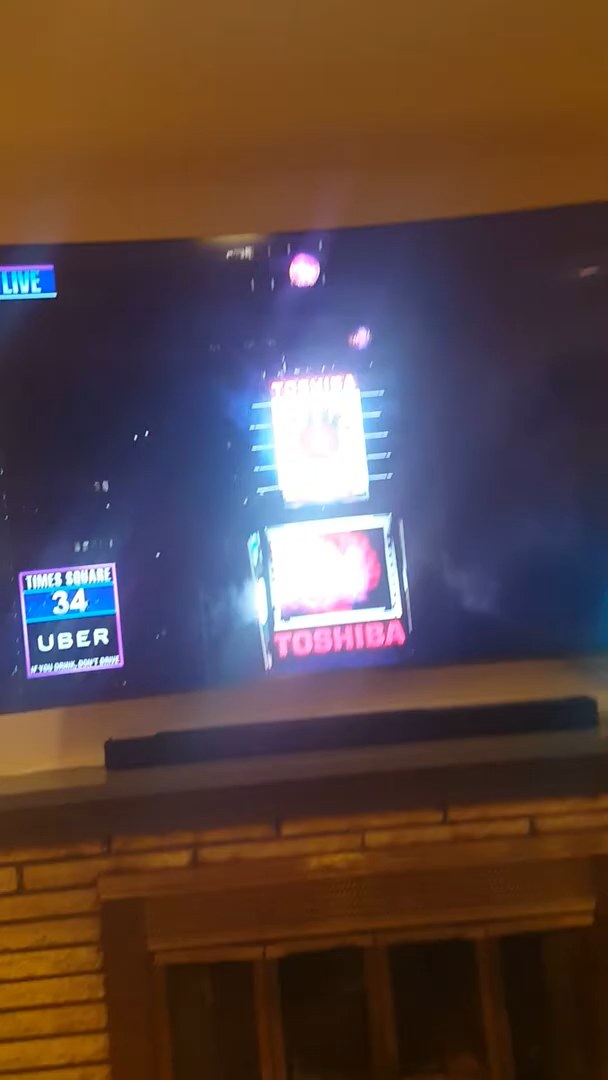 LIVE
TOSHIBA
TIMES SQUARE
34
UBER
IF YOU DRINK, DON'T DRIVE
TOSHIBA